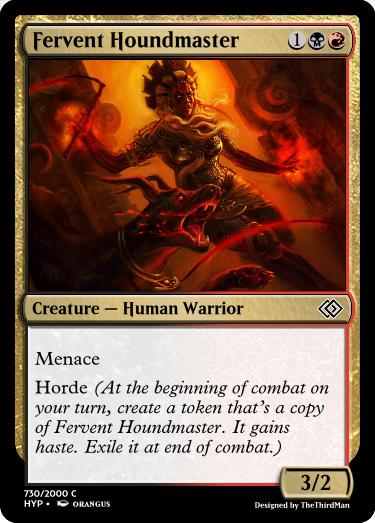 Fervent Houndmaster 1
Creature — Human Warrior
Menace
Horde (At the beginning of combat on
your turn, create a token that's a copy
of Fervent Houndmaster. It gains
haste. Exile it at end of combat.)
3/2
730/2000 C
HYP • ORANGUS
Designed by TheThirdMan